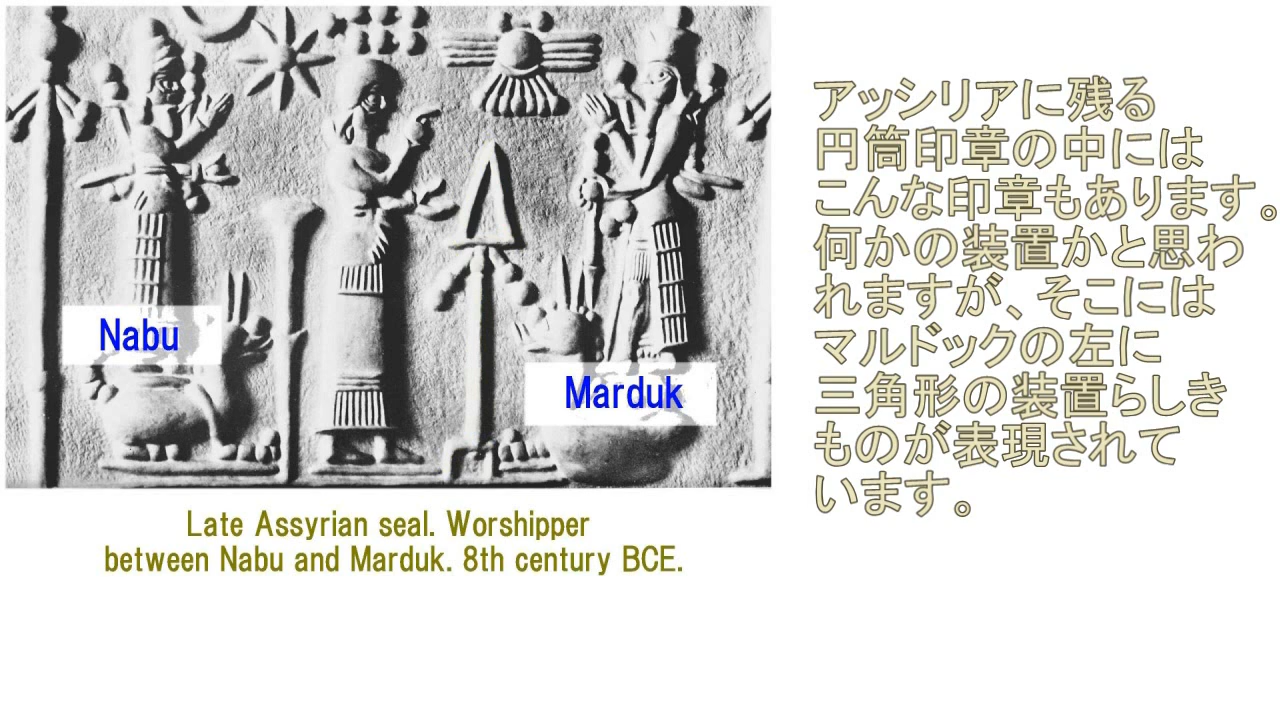 Nabu
Marduk
Late Assyrian seal. Worshipper
between Nabu and Marduk. 8th century BCE.
アッシリアに残る
円筒印章の中には
こんな印章もあります。
何かの装置かと思わ
れますが、そこには
マルドックの左に
三角形の装置らしき
ものが表現されて
います。